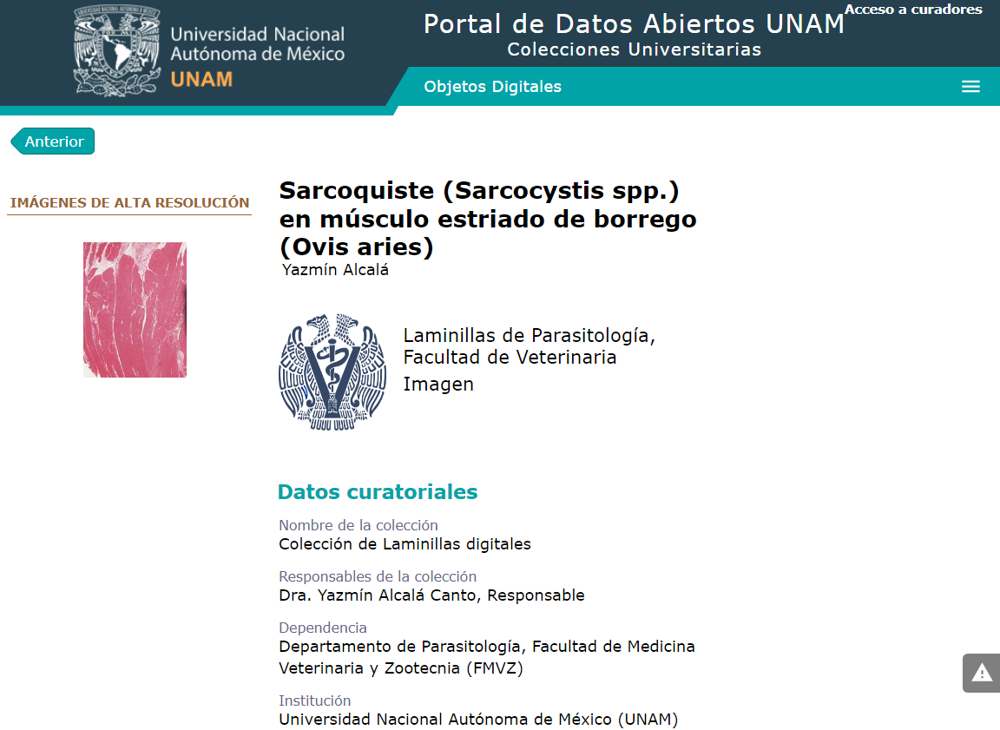 Acceso a curadores
Universidad Nacional
Autónoma de México
UNAM
Portal de Datos Abiertos UNAM
Colecciones Universitarias
Objetos Digitales
Anterior
IMÁGENES DE ALTA RESOLUCIÓN
Sarcoquiste (Sarcocystis spp.)
en músculo estriado de borrego
(Ovis aries)
Yazmín Alcalá
Laminillas de Parasitología,
Facultad de Veterinaria
Imagen
Datos curatoriales
Nombre de la colección
Colección de Laminillas digitales
Responsables de la colección
Dra. Yazmín Alcalá Canto, Responsable
Dependencia
Departamento de Parasitología, Facultad de Medicina
Veterinaria y Zootecnia (FMVZ)
Institución
Universidad Nacional Autónoma de México (UNAM)